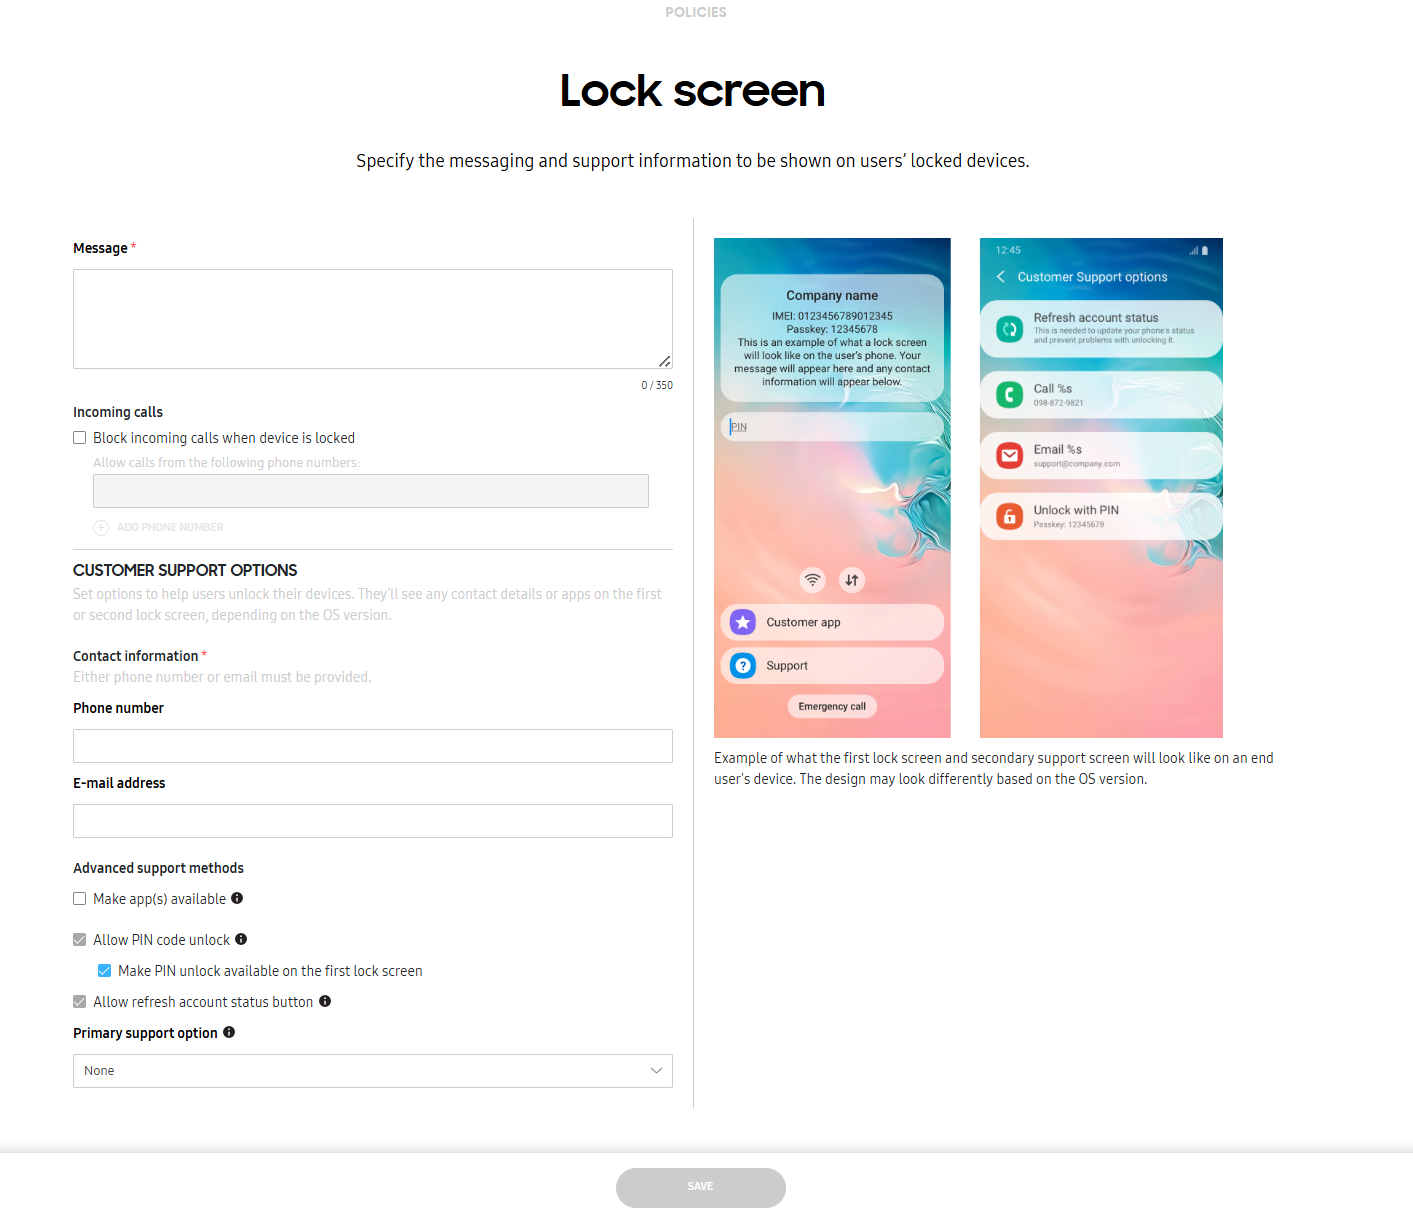 POLICIES
Lock screen
Specify the messaging and support information to be shown on users’ locked devices.
Message *
0 / 350
Incoming calls
Block incoming calls when device is locked
Allow calls from the following phone numbers:
ADD PHONE NUMBER
CUSTOMER SUPPORT OPTIONS
Set options to help users unlock their devices. They'll see any contact details or apps on the first
or second lock screen, depending on the OS version.
Contact information *
Either phone number or email must be provided.
Phone number
E-mail address
Advanced support methods
Make app(s) available
Allow PIN code unlock
Make PIN unlock available on the first lock screen
Allow refresh account status button
Primary support option
None
Company name
IMEI: 0123456789012345
Passkey: 12345678
This is an example of what a lock screen
will look like on the user's phone. Your
message will appear here and any contact
information will appear below.
PIN
Customer app
Support
Emergency call
12:45
Customer Support options
Refresh account status
This is needed to update your phone's status
and prevent problems with unlocking it.
Call %s
098-872-9821
Email %s
support@company.com
Unlock with PIN
Passkey: 12345678
Example of what the first lock screen and secondary support screen will look like on an end
user's device. The design may look differently based on the OS version.
SAVE